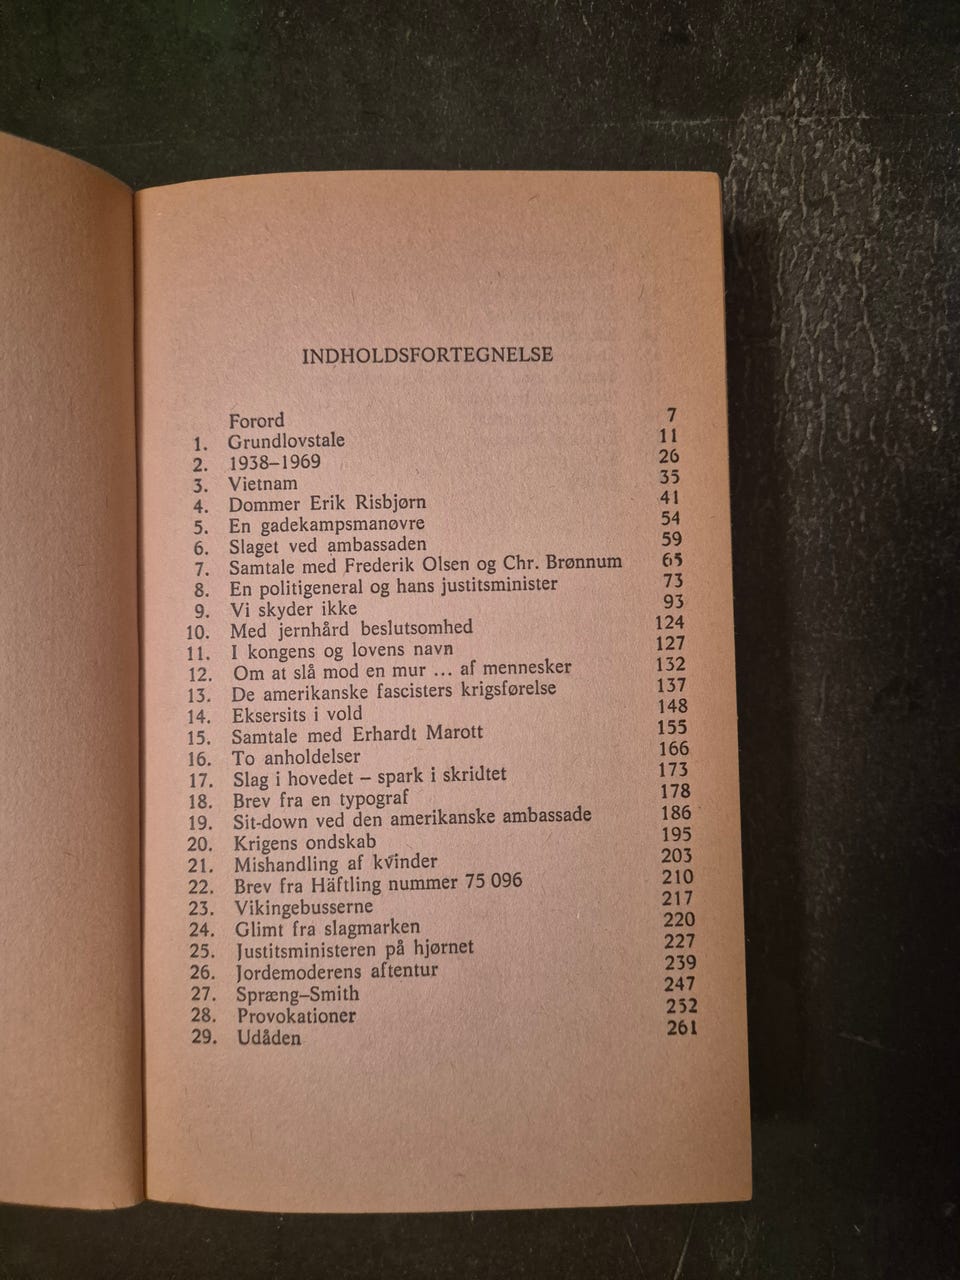 INDHOLDSFORTEGNELSE
Forord 7
1. Grundlovstale 11
2. 1938–1969 26
3. Vietnam 35
4. Dommer Erik Risbjørn 41
5. En gadekampsmanøvre 54
6. Slaget ved ambassaden 59
7. Samtale med Frederik Olsen og Chr. Brønnum 65
8. En politigeneral og hans justitsminister 73
9. Vi skyder ikke 93
10. Med jernhård beslutsomhed 124
11. I kongens og lovens navn 127
12. Om at slå mod en mur ... af mennesker 132
13. De amerikanske fascisters krigsførelse 137
14. Eksersits i vold 148
15. Samtale med Erhardt Marott 155
16. To anholdelser 166
17. Slag i hovedet – spark i skridtet 173
18. Brev fra en typograf 178
19. Sit-down ved den amerikanske ambassade 186
20. Krigens ondskab 195
21. Mishandling af kvinder 203
22. Brev fra Häftling nummer 75 096 210
23. Vikingebusserne 217
24. Glimt fra slagmarken 220
25. Justitsministeren på hjørnet 227
26. Jordemoderens aftentur 239
27. Spræng–Smith 247
28. Provokationer 252
29. Udåden 261